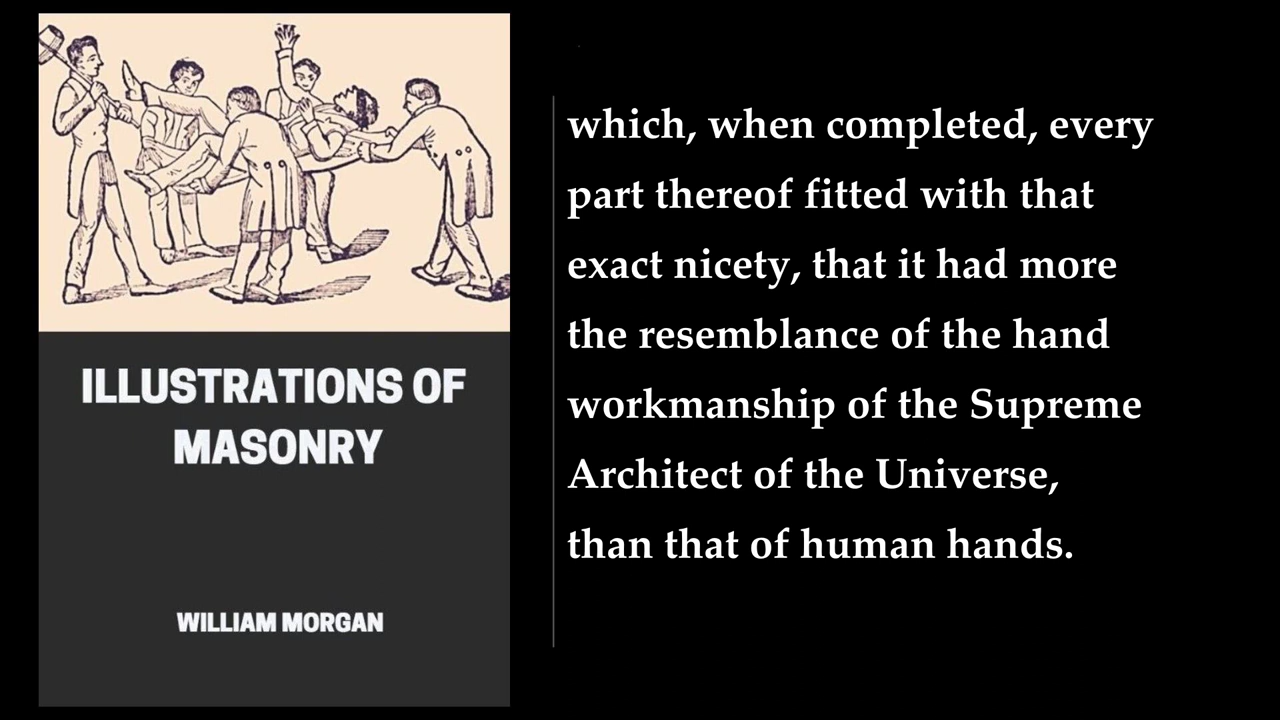 ILLUSTRATIONS OF
MASONRY
WILLIAM MORGAN
which, when completed, every
part thereof fitted with that
exact nicety, that it had more
the resemblance of the hand
workmanship of the Supreme
Architect of the Universe,
than that of human hands.